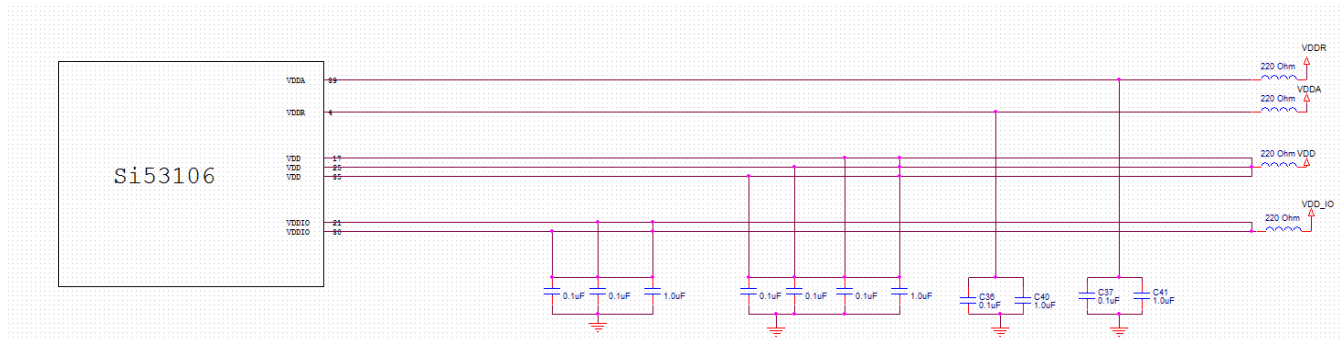 VDDR
220 Ohm
VDDA
VDDA
220 Ohm
VDDR 4
Si53106
VDD 17
220 Ohm VDD
VDD 25
VDD
VDD_IO
VDDIO 21
220 Ohm
VDDIO
0.1uF 0.1uF 1.0uF
0.1uF 0.1uF 0.1uF 1.0uF
C36
0.1uF
C40
1.0uF
C37
0.1uF
C41
1.0uF